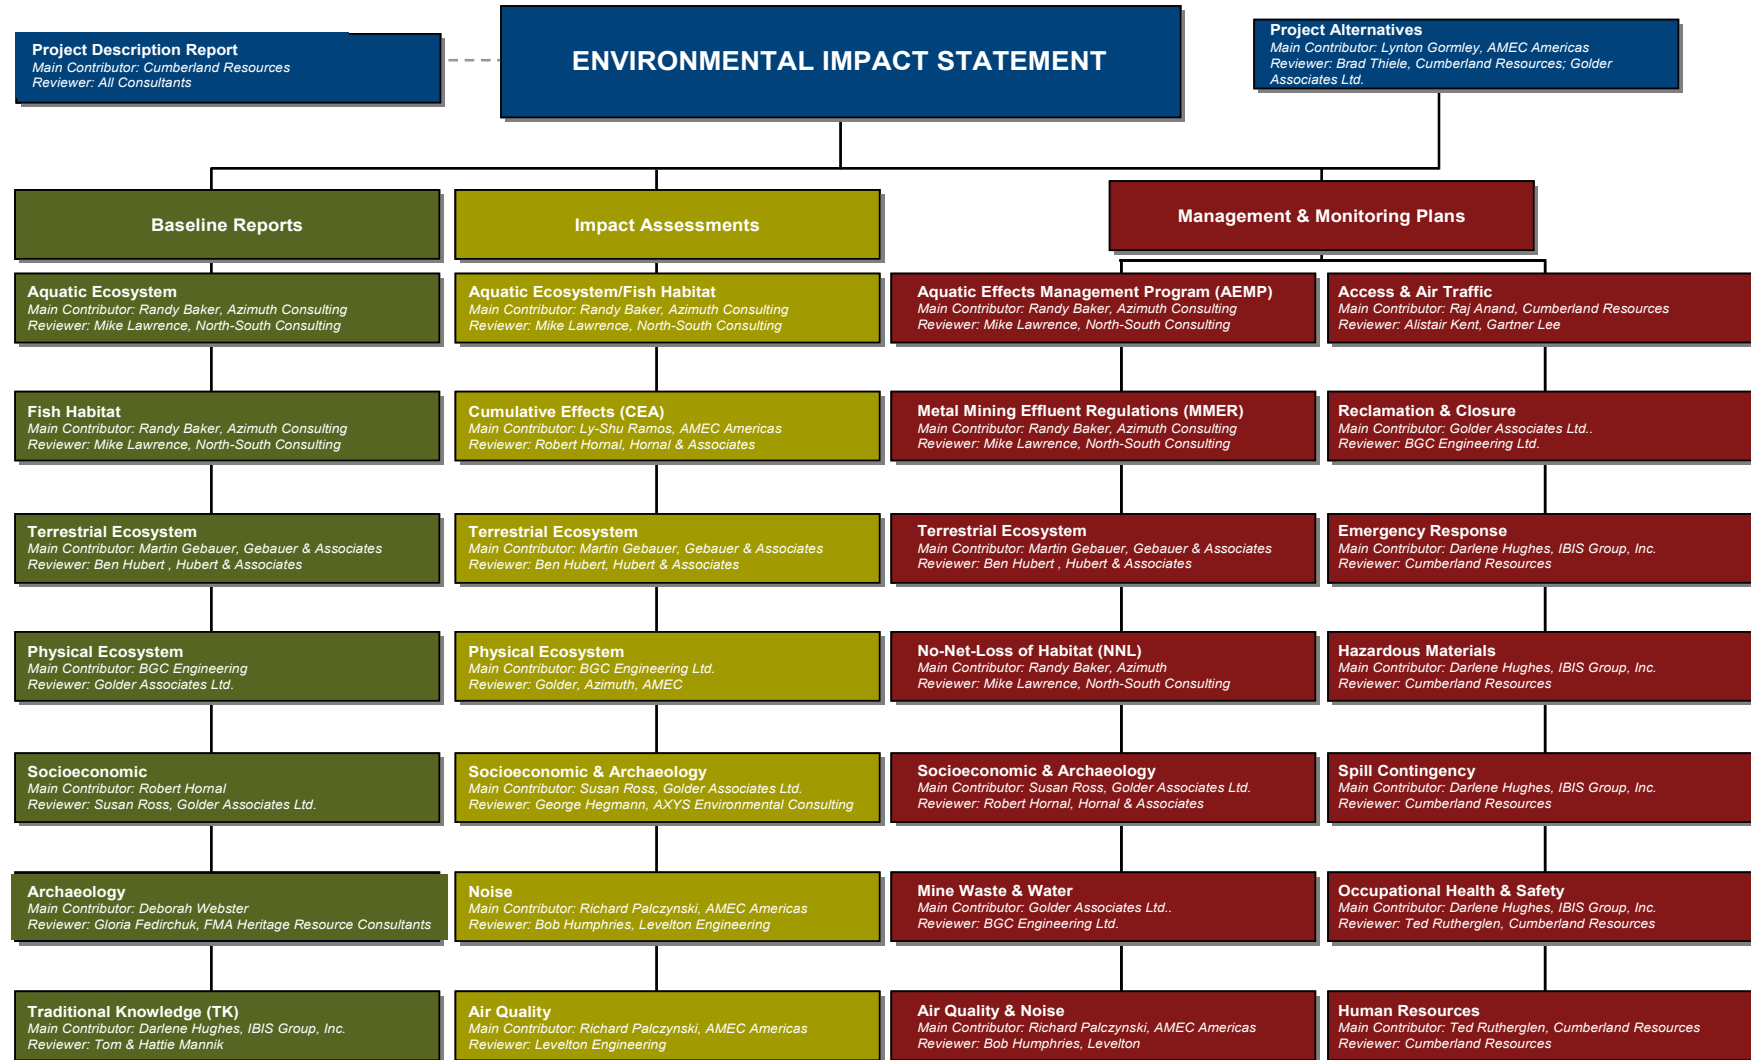 Project Description Report
Main Contributor: Cumberland Resources
Reviewer: All Consultants
ENVIRONMENTAL IMPACT STATEMENT
Project Alternatives
Main Contributor: Lynton Gormley, AMEC Americas
Reviewer: Brad Thiele, Cumberland Resources; Golder
Associates Ltd.
Baseline Reports
Aquatic Ecosystem
Main Contributor: Randy Baker, Azimuth Consulting
Reviewer: Mike Lawrence, North-South Consulting
Fish Habitat
Main Contributor: Randy Baker, Azimuth Consulting
Reviewer: Mike Lawrence, North-South Consulting
Terrestrial Ecosystem
Main Contributor: Martin Gebauer, Gebauer & Associates
Reviewer: Ben Hubert , Hubert & Associates
Physical Ecosystem
Main Contributor: BGC Engineering
Reviewer: Golder Associates Ltd.
Socioeconomic
Main Contributor: Robert Hornal
Reviewer: Susan Ross, Golder Associates Ltd.
Archaeology
Main Contributor: Deborah Webster
Reviewer: Gloria Fedirchuk, FMA Heritage Resource Consultants
Traditional Knowledge (TK)
Main Contributor: Darlene Hughes, IBIS Group, Inc.
Reviewer: Tom & Hattie Mannik
Impact Assessments
Aquatic Ecosystem/Fish Habitat
Main Contributor: Randy Baker, Azimuth Consulting
Reviewer: Mike Lawrence, North-South Consulting
Cumulative Effects (CEA)
Main Contributor: Ly-Shu Ramos, AMEC Americas
Reviewer: Robert Hornal, Hornal & Associates
Terrestrial Ecosystem
Main Contributor: Martin Gebauer, Gebauer & Associates
Reviewer: Ben Hubert, Hubert & Associates
Physical Ecosystem
Main Contributor: BGC Engineering Ltd.
Reviewer: Golder, Azimuth, AMEC
Socioeconomic & Archaeology
Main Contributor: Susan Ross, Golder Associates Ltd.
Reviewer: George Hegmann, AXYS Environmental Consulting
Noise
Main Contributor: Richard Palczynski, AMEC Americas
Reviewer: Bob Humphries, Levelton Engineering
Air Quality
Main Contributor: Richard Palczynski, AMEC Americas
Reviewer: Levelton Engineering
Management & Monitoring Plans
Aquatic Effects Management Program (AEMP)
Main Contributor: Randy Baker, Azimuth Consulting
Reviewer: Mike Lawrence, North-South Consulting
Metal Mining Effluent Regulations (MMER)
Main Contributor: Randy Baker, Azimuth Consulting
Reviewer: Mike Lawrence, North-South Consulting
Terrestrial Ecosystem
Main Contributor: Martin Gebauer, Gebauer & Associates
Reviewer: Ben Hubert , Hubert & Associates
No-Net-Loss of Habitat (NNL)
Main Contributor: Randy Baker, Azimuth
Reviewer: Mike Lawrence, North-South Consulting
Socioeconomic & Archaeology
Main Contributor: Susan Ross, Golder Associates Ltd.
Reviewer: Robert Hornal, Hornal & Associates
Mine Waste & Water
Main Contributor: Golder Associates Ltd..
Reviewer: BGC Engineering Ltd.
Air Quality & Noise
Main Contributor: Richard Palczynski, AMEC Americas
Reviewer: Bob Humphries, Levelton
Access & Air Traffic
Main Contributor: Raj Anand, Cumberland Resources
Reviewer: Alistair Kent, Gartner Lee
Reclamation & Closure
Main Contributor: Golder Associates Ltd..
Reviewer: BGC Engineering Ltd.
Emergency Response
Main Contributor: Darlene Hughes, IBIS Group, Inc.
Reviewer: Cumberland Resources
Hazardous Materials
Main Contributor: Darlene Hughes, IBIS Group, Inc.
Reviewer: Cumberland Resources
Spill Contingency
Main Contributor: Darlene Hughes, IBIS Group, Inc.
Reviewer: Cumberland Resources
Occupational Health & Safety
Main Contributor: Darlene Hughes, IBIS Group, Inc.
Reviewer: Ted Rutherglen, Cumberland Resources
Human Resources
Main Contributor: Ted Rutherglen, Cumberland Resources
Reviewer: Cumberland Resources